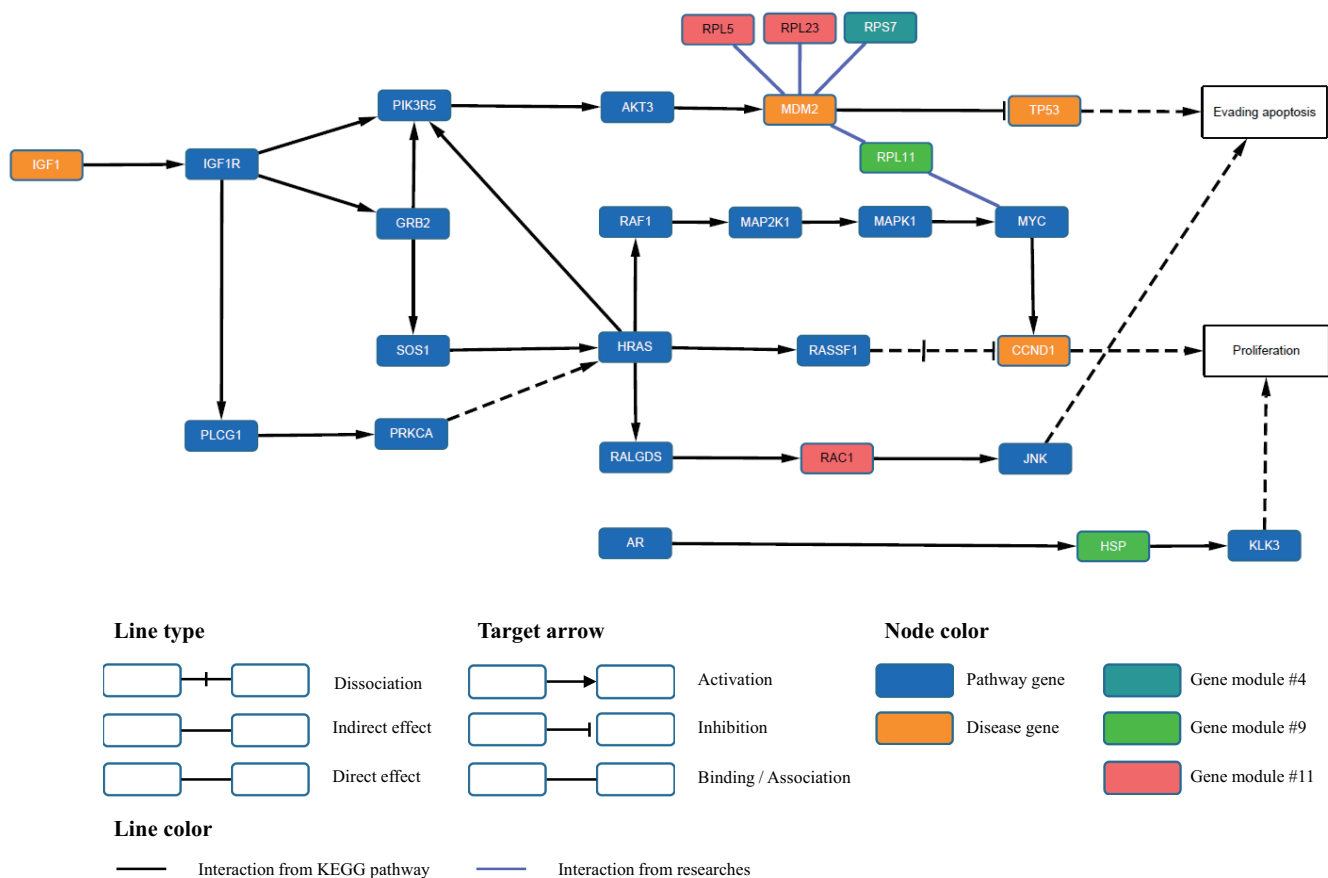 RPL5
RPL23
RPS7
PIK3R5
AKT3
MDM2
TP53
Evading apoptosis
IGF1
IGF1R
RPL11
GRB2
RAF1
MAP2K1
MAPK1
MYC
SOS1
HRAS
RASSF1
CCND1
Proliferation
PLCG1
PRKCA
RALGDS
RAC1
JNK
AR
HSP
KLK3
Line type
Dissociation
Indirect effect
Direct effect
Target arrow
Activation
Inhibition
Binding / Association
Node color
Pathway gene
Disease gene
Gene module #4
Gene module #9
Gene module #11
Line color
Interaction from KEGG pathway
Interaction from researches